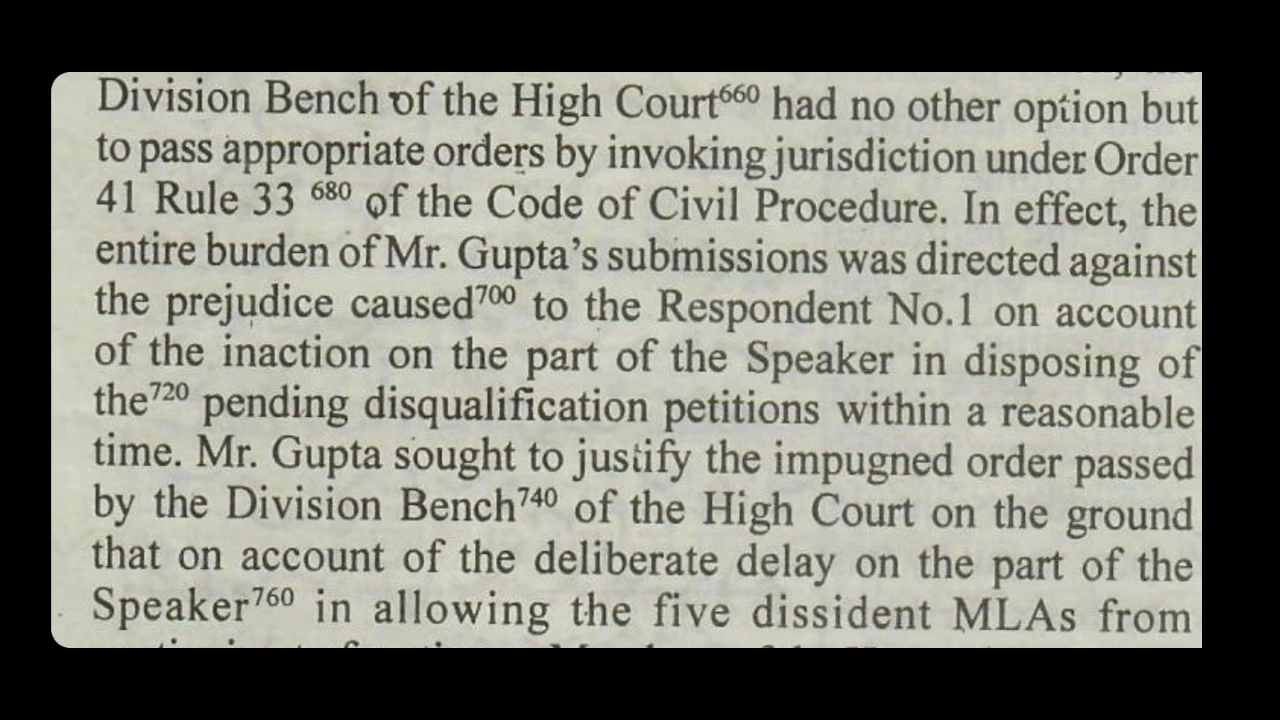 Division Bench of the High Court⁶⁶⁰ had no other option but
to pass appropriate orders by invoking jurisdiction under Order
41 Rule 33 ⁶⁸⁰ of the Code of Civil Procedure. In effect, the
entire burden of Mr. Gupta’s submissions was directed against
the prejudice caused⁷⁰⁰ to the Respondent No.1 on account
of the inaction on the part of the Speaker in disposing of
the⁷²⁰ pending disqualification petitions within a reasonable
time. Mr. Gupta sought to justify the impugned order passed
by the Division Bench⁷⁴⁰ of the High Court on the ground
that on account of the deliberate delay on the part of the
Speaker⁷⁶⁰ in allowing the five dissident MLAs from